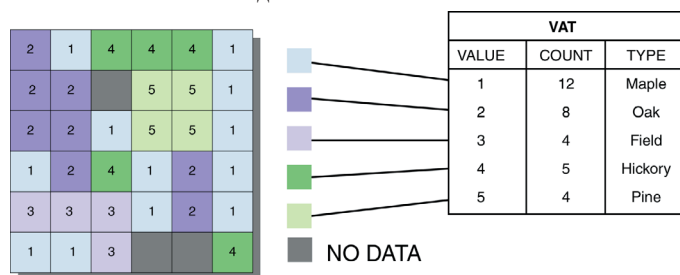 VAT
VALUE COUNT TYPE
1 12 Maple
2 8 Oak
3 4 Field
4 5 Hickory
5 4 Pine
2 1 4 4 4 1
2 2 5 5 1
2 2 1 5 5 1
1 2 4 1 2 1
3 3 3 1 2 1
1 1 3 4
NO DATA